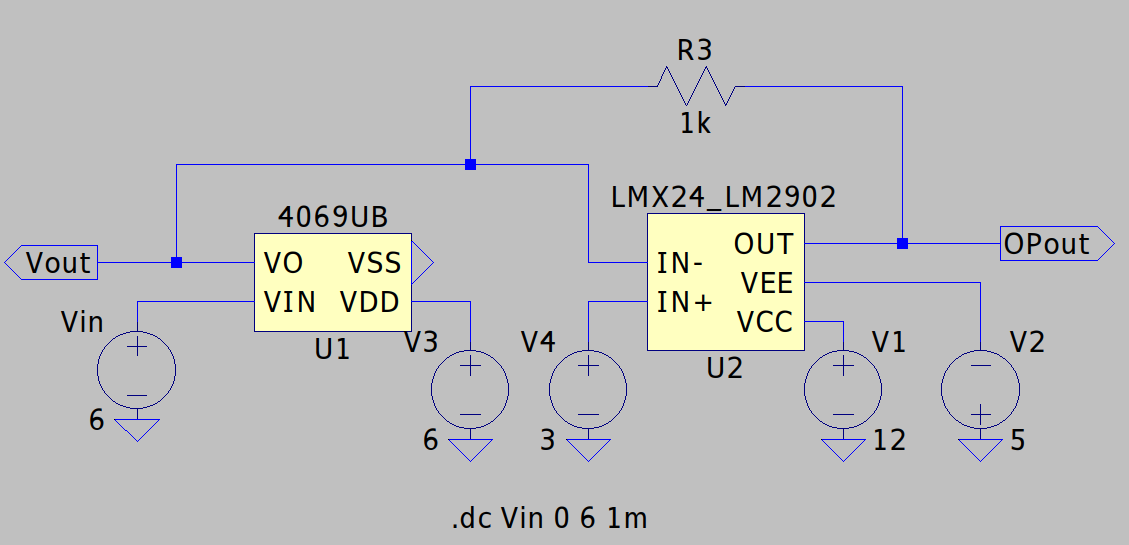 R3
1k
LMX24_LM2902
4069UB
Vout
VO
VSS
VIN
VDD
U1
IN-
IN+
OUT
VEE
VCC
U2
OPout
Vin
+
-
6
V3
+
-
6
V4
+
-
3
V1
+
-
12
V2
-
+
5
.dc Vin 0 6 1m